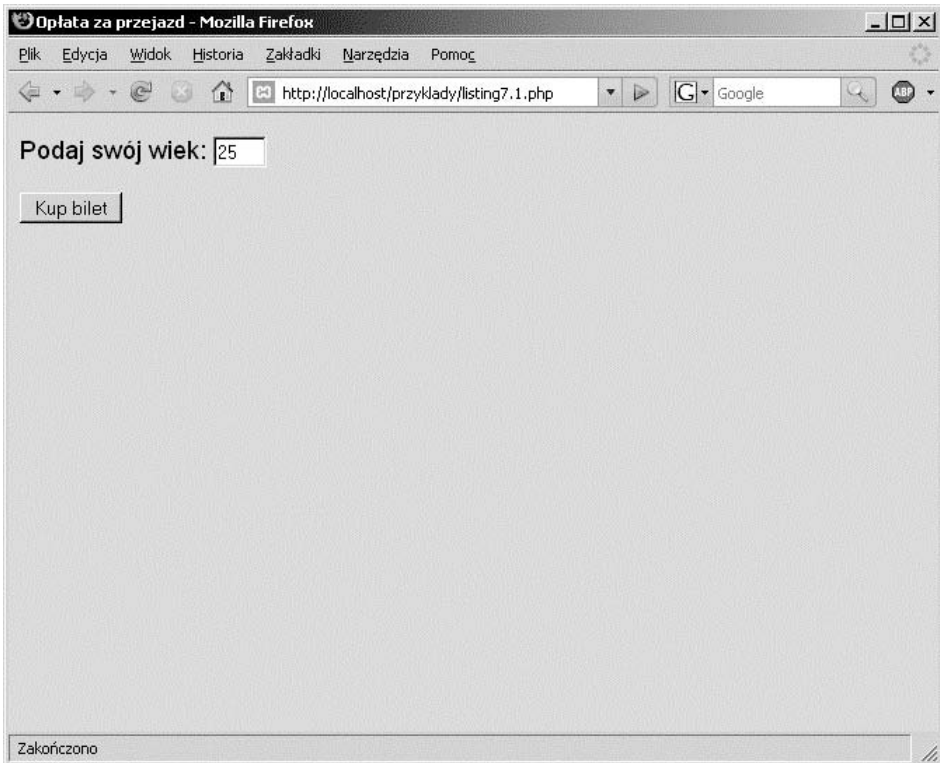 Opłata za przejazd - Mozilla Firefox
Plik Edycja Widok Historia Zakładki Narzędzia Pomoc
http://localhost/przyklady/listing7.1.php G Google ABP
Podaj swój wiek: 25
Kup bilet
Zakończono